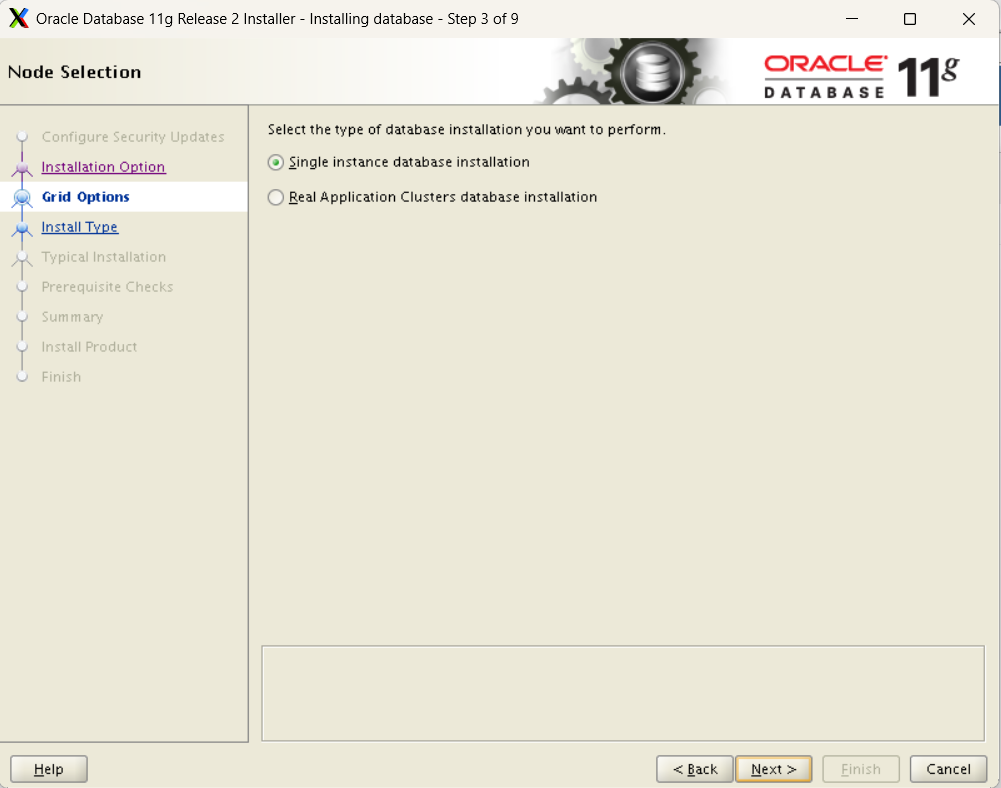 Oracle Database 11g Release 2 Installer - Installing database - Step 3 of 9
Node Selection
ORACLE
DATABASE
11g
Configure Security Updates
Installation Option
Grid Options
Install Type
Typical Installation
Prerequisite Checks
Summary
Install Product
Finish
Select the type of database installation you want to perform.
Single instance database installation
Real Application Clusters database installation
Help
< Back
Next >
Finish
Cancel